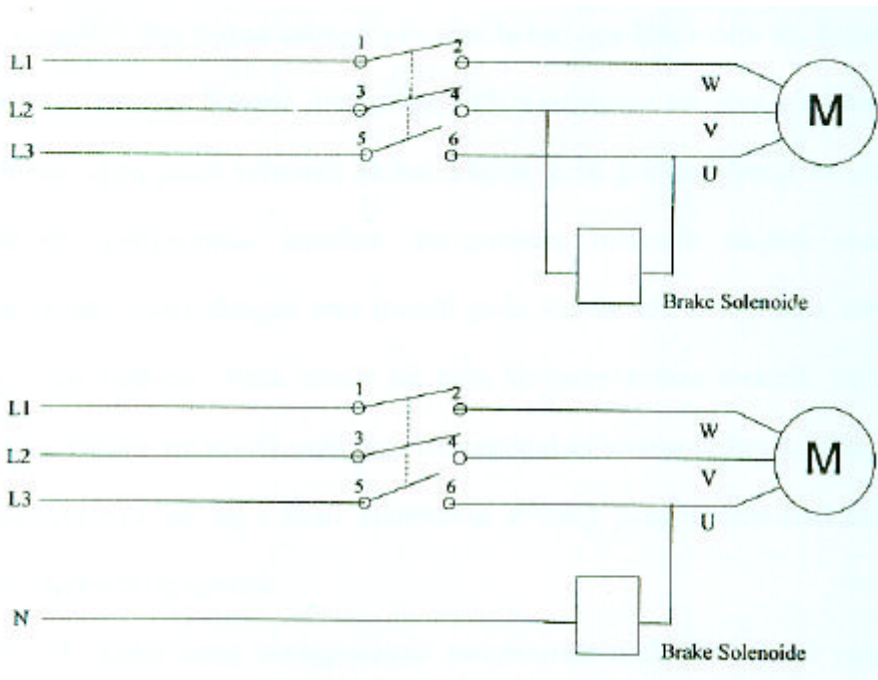 1 2
L1
W
3 4
L2
M
V
5 6
L3
U
Brake Solenoide
1 2
L1
W
3 4
L2
M
V
5 6
L3
U
N
Brake Solenoide